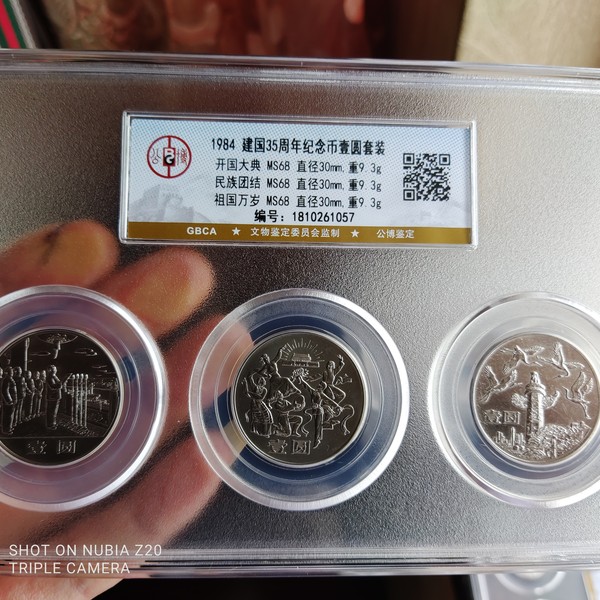 公 GB 博
1984 建国35周年纪念币壹圆套装
开国大典 MS68 直径30mm,重9.3g
民族团结 MS68 直径30mm,重9.3g
祖国万岁 MS68 直径30mm,重9.3g
编号: 1810261057
GBCA ★ 文物鉴定委员会监制 ★ 公博鉴定
壹圆
壹圆
壹圆
SHOT ON NUBIA Z20
TRIPLE CAMERA